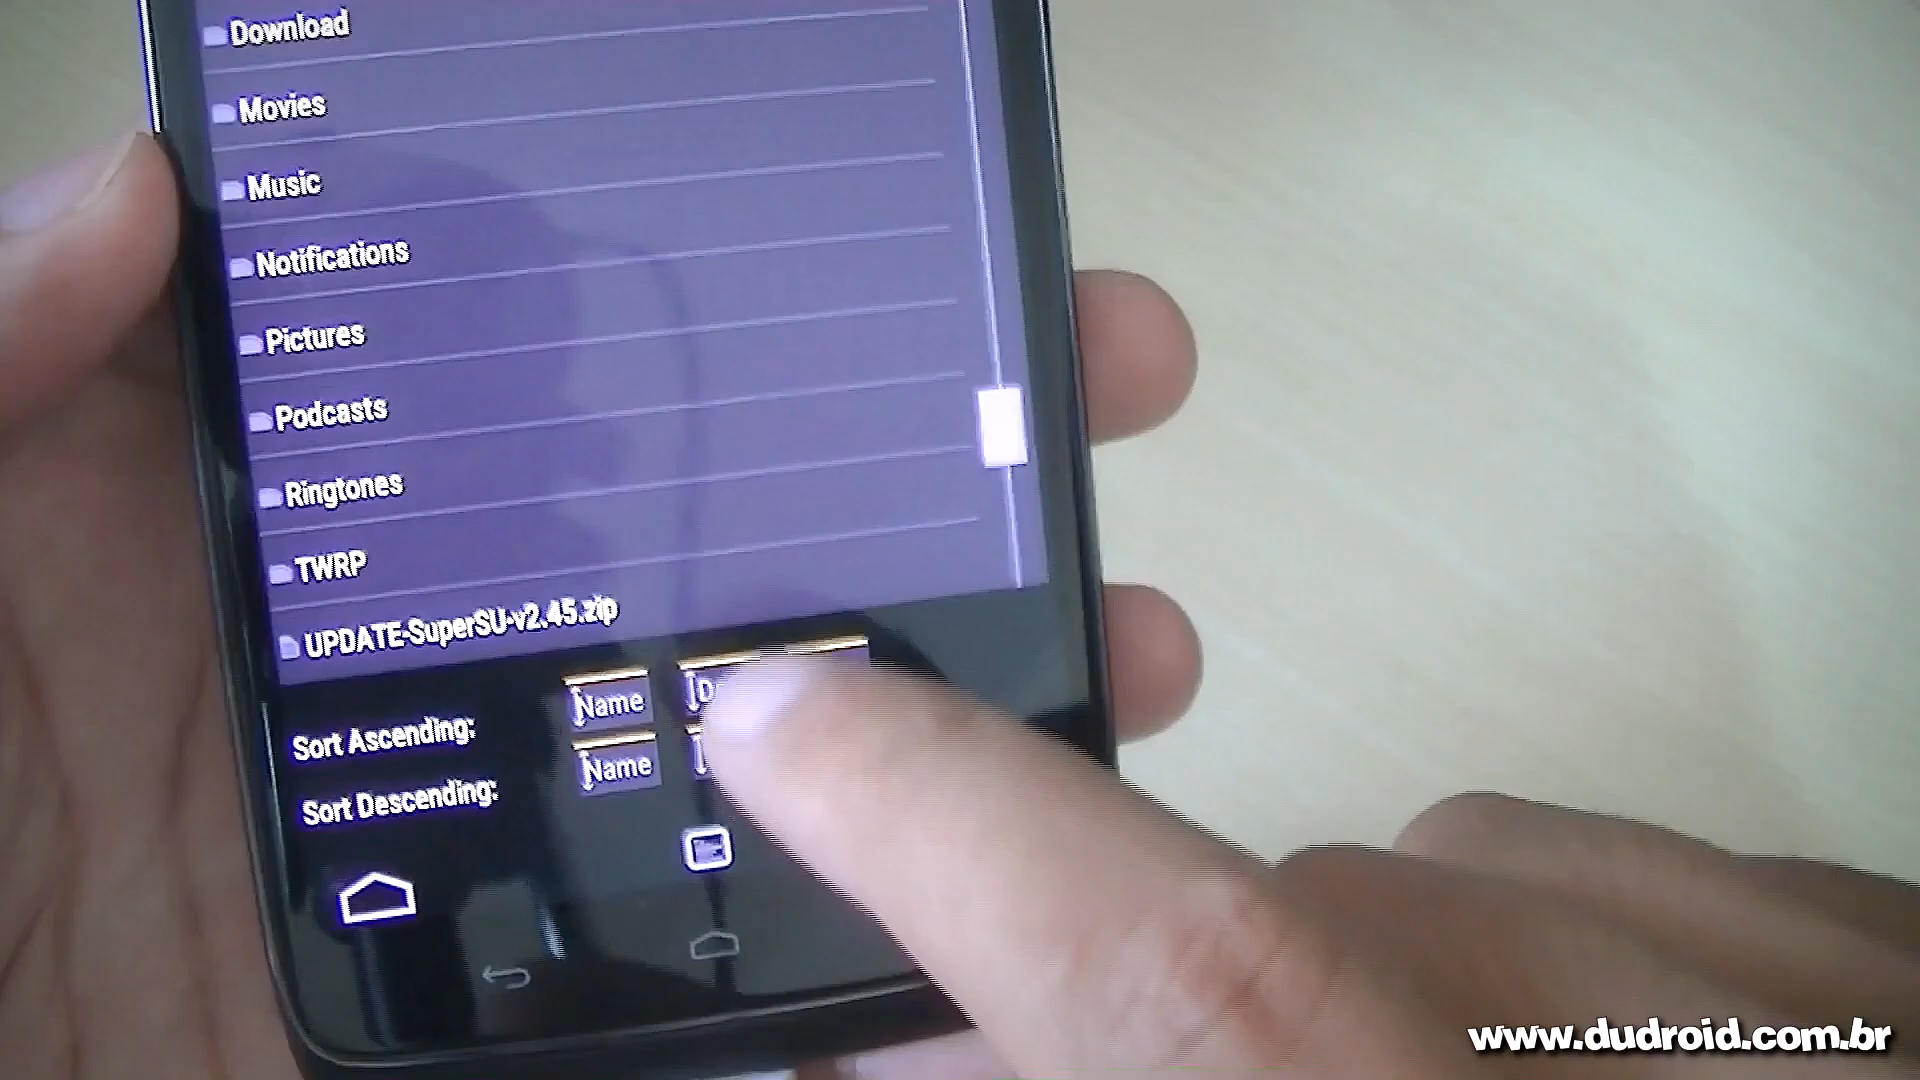 Download
Movies
Music
Notifications
Pictures
Podcasts
Ringtones
TWRP
UPDATE-SuperSU-v2.45.zip
Sort Ascending: Name
Sort Descending: Name
www.dudroid.com.br